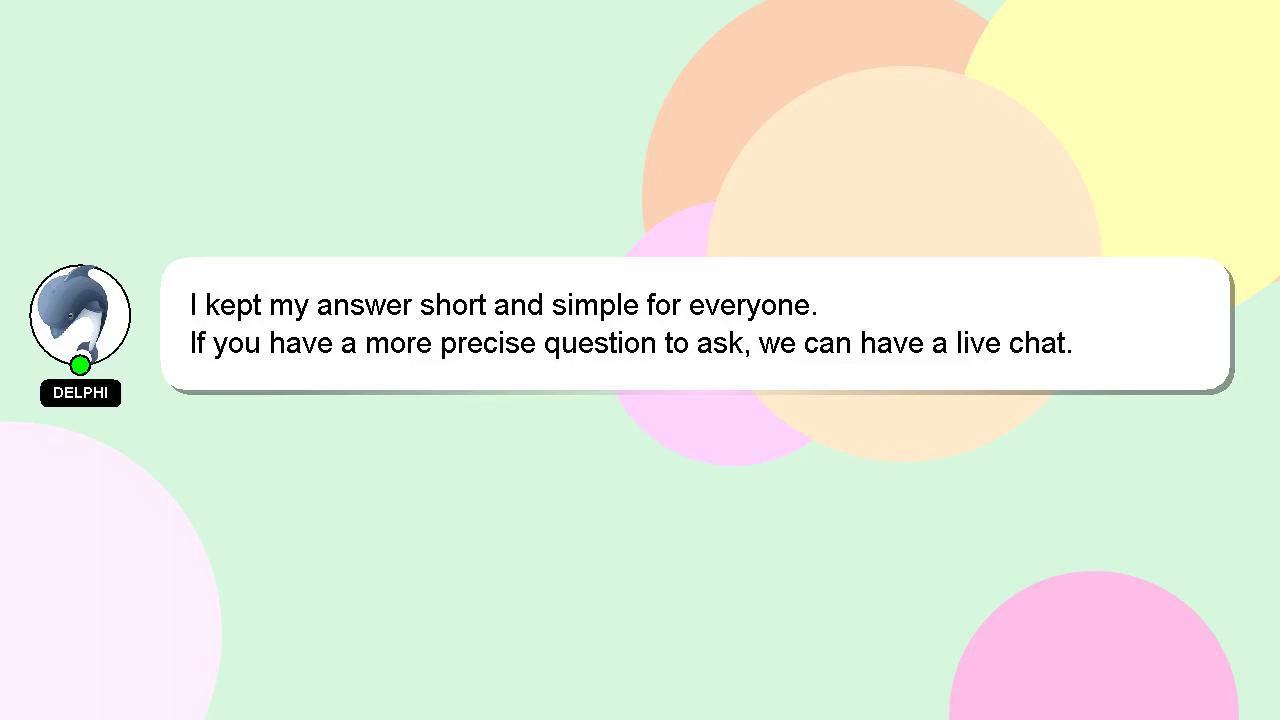 I kept my answer short and simple for everyone.
If you have a more precise question to ask, we can have a live chat.
DELPHI